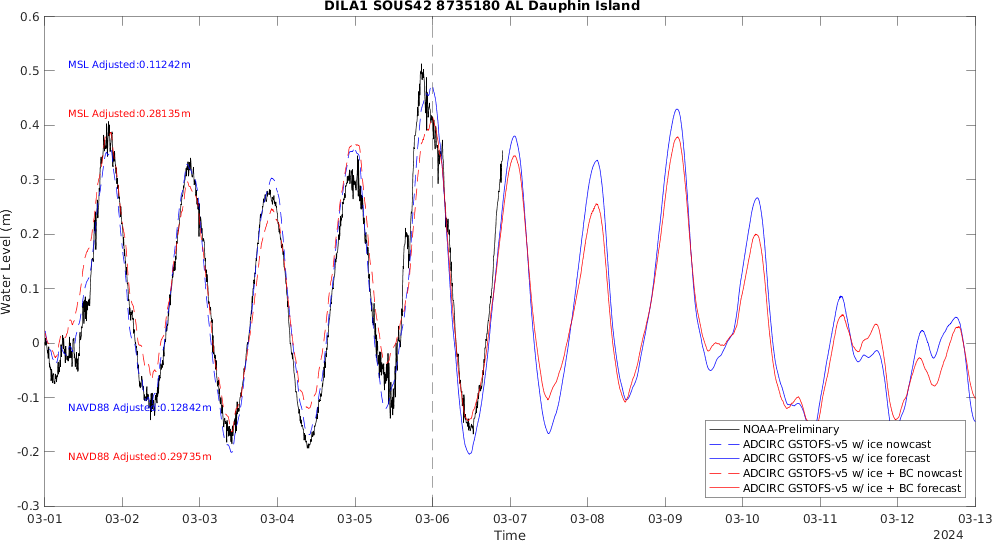 DILA1 SOUS42 8735180 AL Dauphin Island
0.6
0.5
0.4
0.3
0.2
0.1
0
-0.1
-0.2
-0.3
Water Level (m)
MSL Adjusted:0.11242m
MSL Adjusted:0.28135m
NAVD88 Adjusted:0.12842m
NAVD88 Adjusted:0.29735m
NOAA-Preliminary
ADCIRC GSTOFS-v5 w/ ice nowcast
ADCIRC GSTOFS-v5 w/ ice forecast
ADCIRC GSTOFS-v5 w/ ice + BC nowcast
ADCIRC GSTOFS-v5 w/ ice + BC forecast
03-01 03-02 03-03 03-04 03-05 03-06 03-07 03-08 03-09 03-10 03-11 03-12 03-13
Time
2024